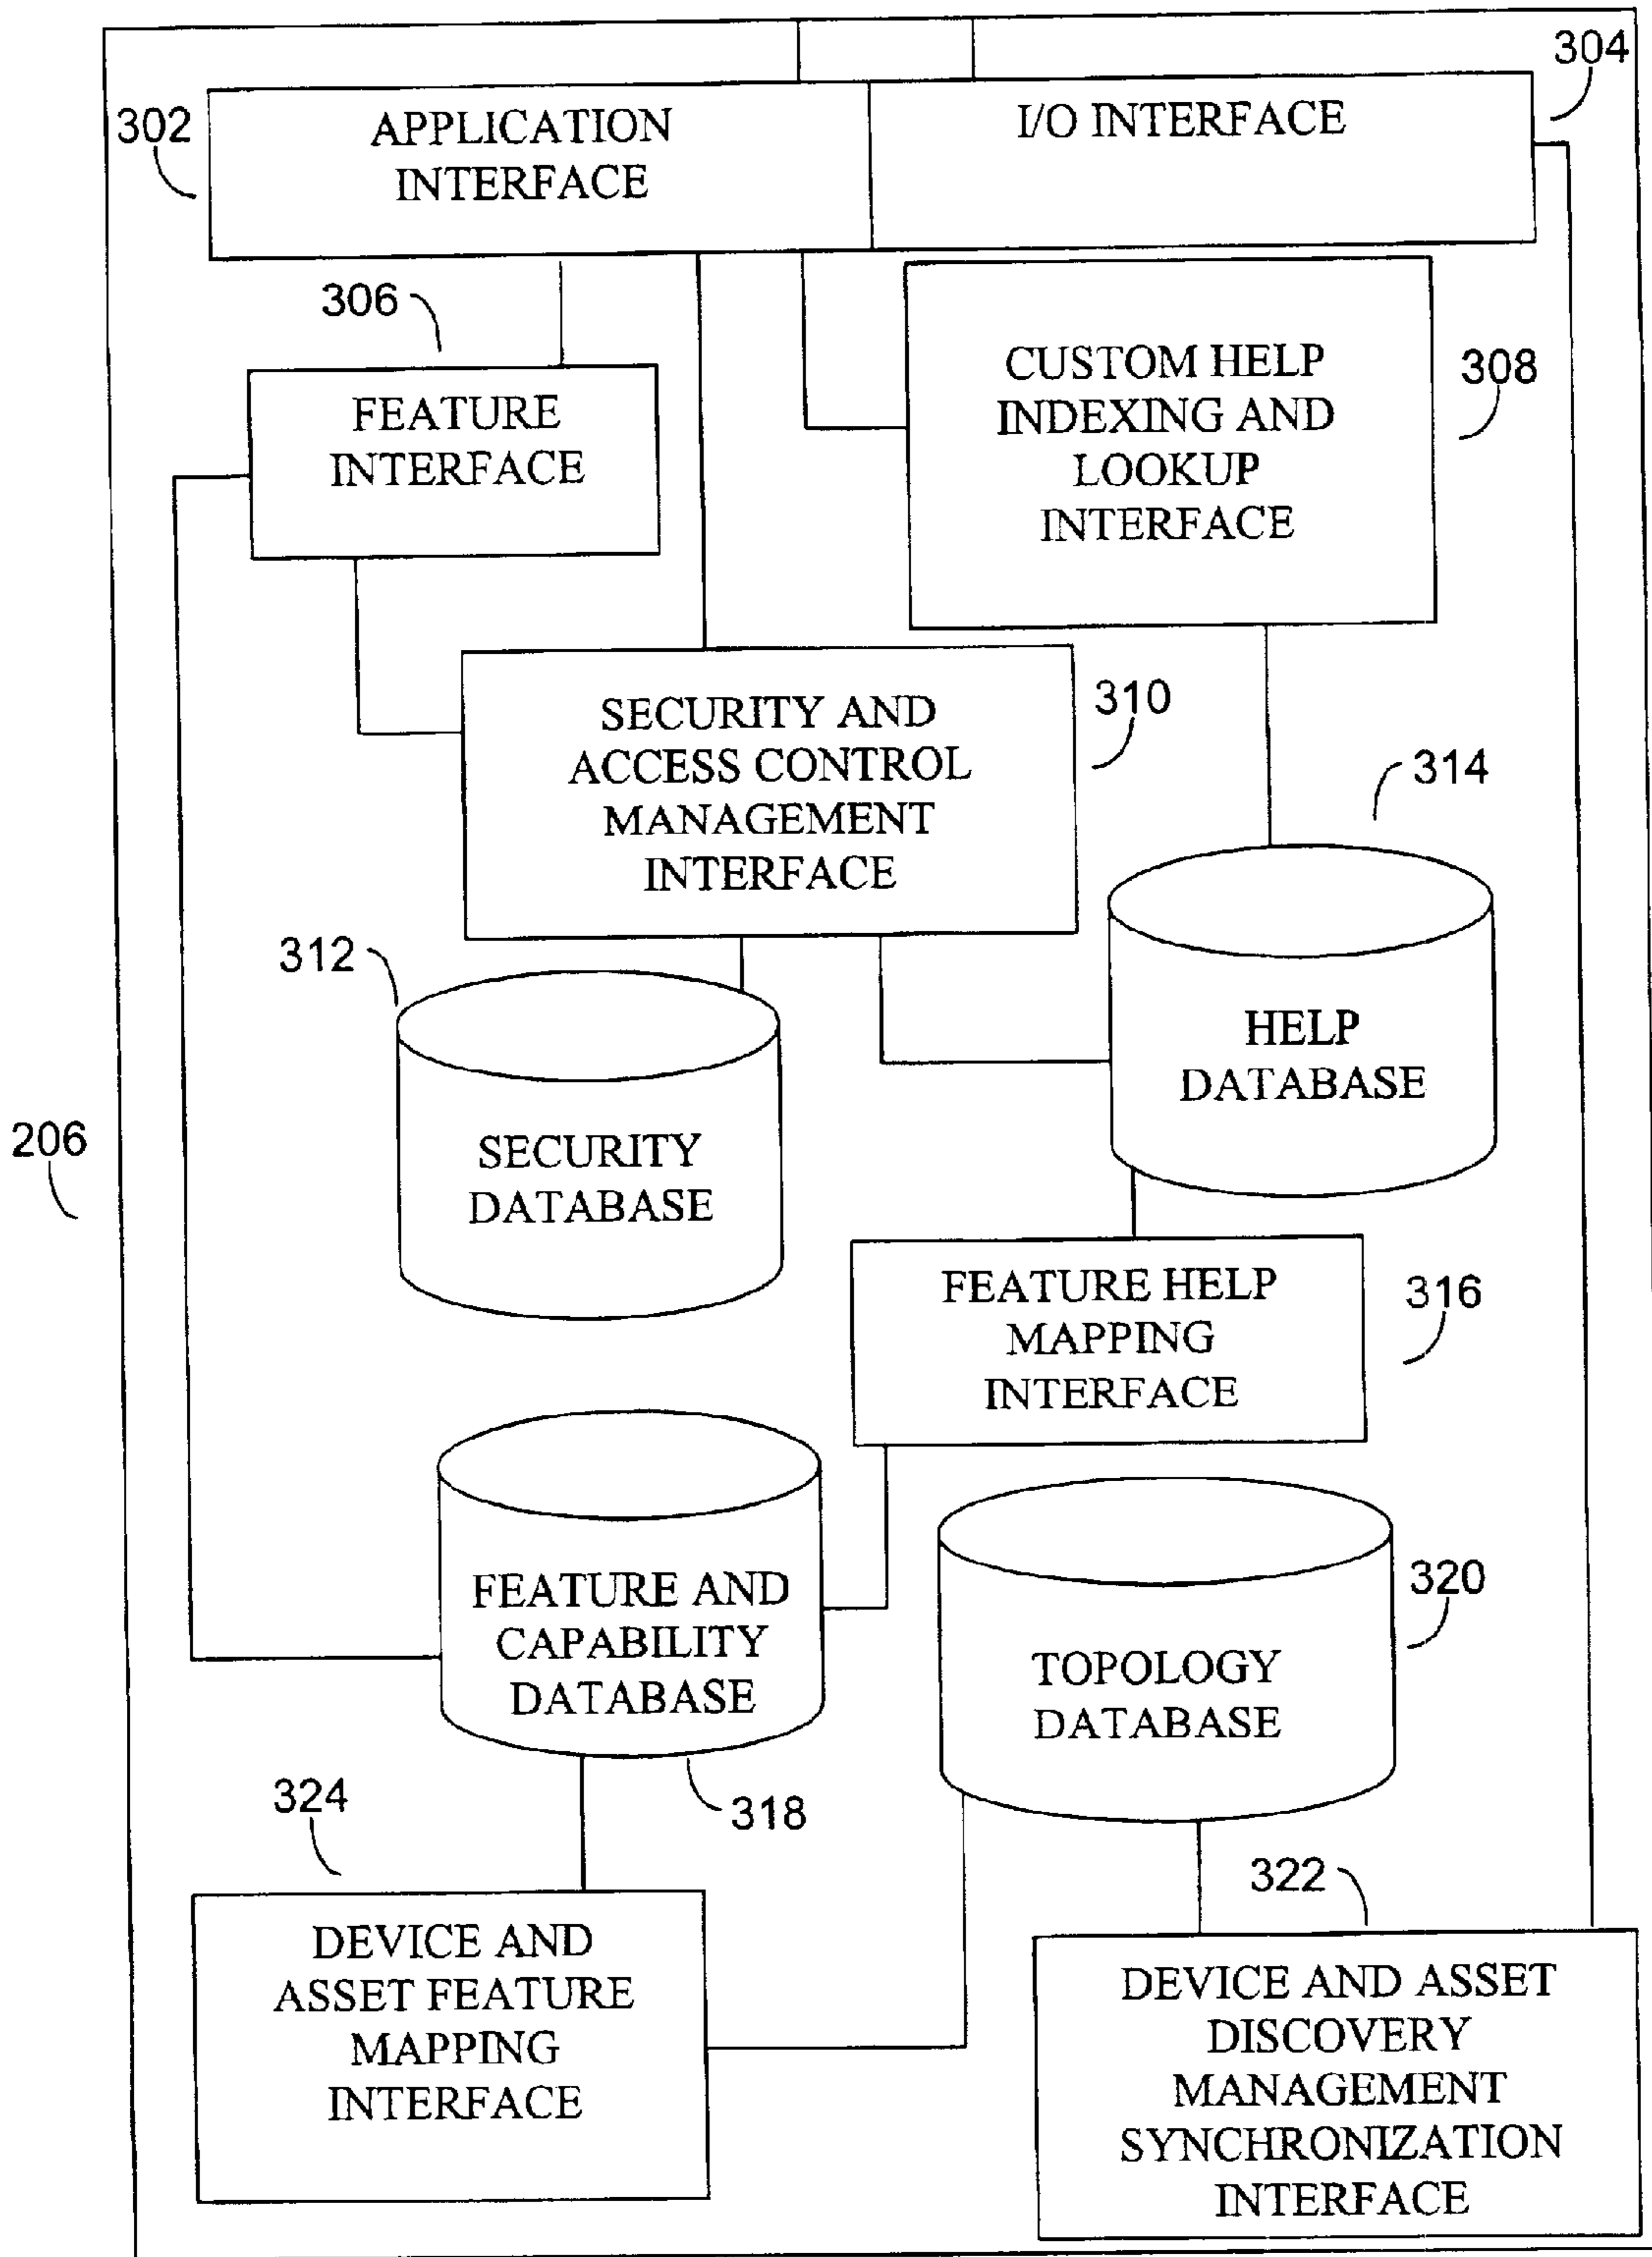 304
302
APPLICATION
INTERFACE
I/O INTERFACE
306
FEATURE
INTERFACE
CUSTOM HELP
INDEXING AND
LOOKUP
INTERFACE
308
SECURITY AND
ACCESS CONTROL
MANAGEMENT
INTERFACE
310
314
312
HELP
DATABASE
206
SECURITY
DATABASE
FEATURE HELP
MAPPING
INTERFACE
316
FEATURE AND
CAPABILITY
DATABASE
320
TOPOLOGY
DATABASE
324
318
322
DEVICE AND
ASSET FEATURE
MAPPING
INTERFACE
DEVICE AND ASSET
DISCOVERY
MANAGEMENT
SYNCHRONIZATION
INTERFACE